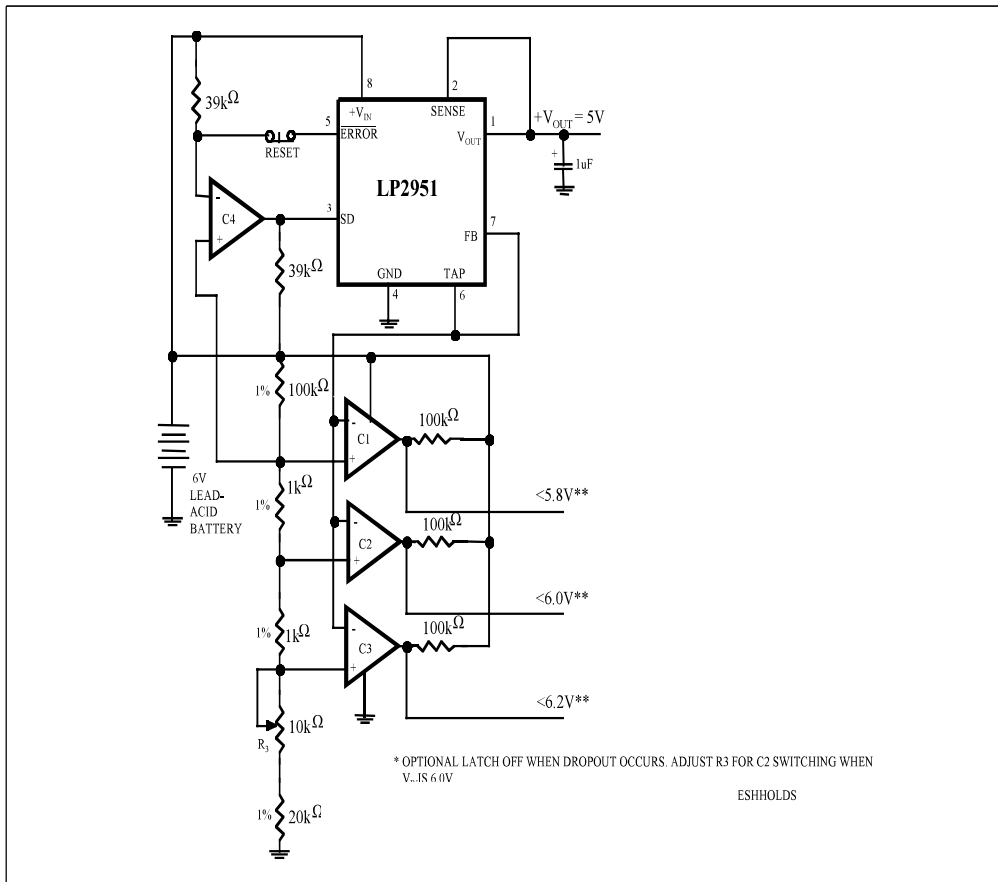 39kΩ
8
2
+VIN
SENSE
5
ERROR
RESET
1
VOUT
+VOUT = 5V
+
1uF
LP2951
-
C4
+
3
SD
7
FB
39kΩ
GND
TAP
4
6
1%
100kΩ
-
C1
+
100kΩ
6V
LEAD-
ACID
BATTERY
1%
1kΩ
<5.8V**
-
C2
+
100kΩ
<6.0V**
1%
1kΩ
-
C3
+
100kΩ
<6.2V**
R3
10kΩ
* OPTIONAL LATCH OFF WHEN DROPOUT OCCURS. ADJUST R3 FOR C2 SWITCHING WHEN
IS 6.0V
ESHHOLDS
1%
20kΩ